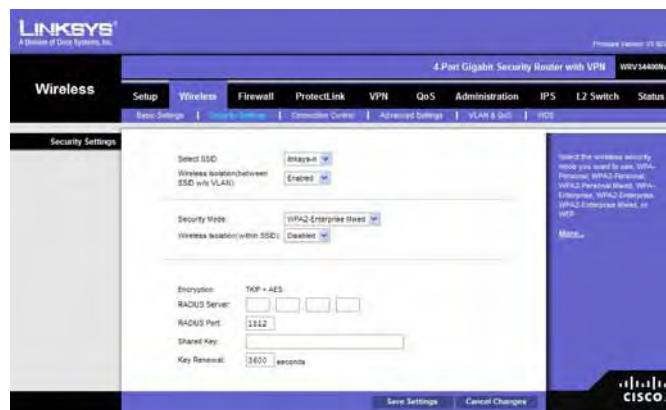 LINKSYS®
A Division of Cisco Systems, Inc.
Firmware Version
4-Port Gigabit Security Router with VPN WRVS4400N
Wireless
Setup Wireless Firewall ProtectLink VPN QoS Administration IPS L2 Switch Status
Basic Settings | Security Settings | Connection Control | Advanced Settings | VLAN & QoS | WDS
Security Settings
Select SSID: linksys-n
Wireless Isolation(between
SSID w/o VLAN): Enabled
Security Mode: WPA2-Enterprise Mixed
Wireless Isolation(within SSID): Disabled
Encryption: TKIP + AES
RADIUS Server:
RADIUS Port: 1812
Shared Key:
Key Renewal: 3600 seconds
Select the wireless security
mode you want to use, WPA-
Personal, WPA2-Personal,
WPA2-Personal Mixed, WPA-
Enterprise, WPA2-Enterprise,
WPA2-Enterprise Mixed, or
WEP.
More...
Save Settings Cancel Changes
CISCO